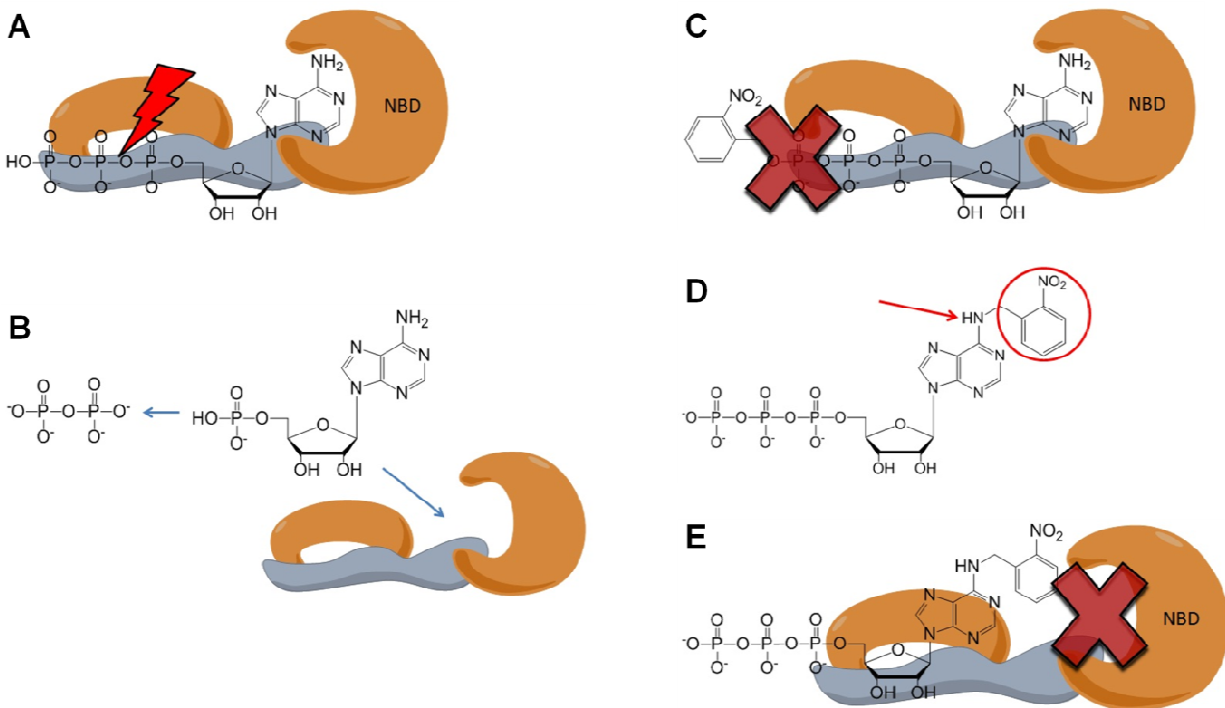 A
NH₂
N N
NBD
N N
O O O
HO P O P O P O O
O⁻ O⁻ O⁻
OH OH
B
NH₂
N N
N N
O O
⁻O P O P O⁻
O⁻ O⁻
O
HO P O O
O⁻
OH OH
C
NH₂
NO₂
N N
NBD
N N
O O O
O P O P O P O O
O⁻ O⁻ O⁻
OH OH
D
NO₂
HN
N N
N N
O O O
⁻O P O P O P O O
O⁻ O⁻ O⁻
OH OH
E
NO₂
HN
N N
NBD
N N
O O O
⁻O P O P O P O O
O⁻ O⁻ O⁻
OH OH